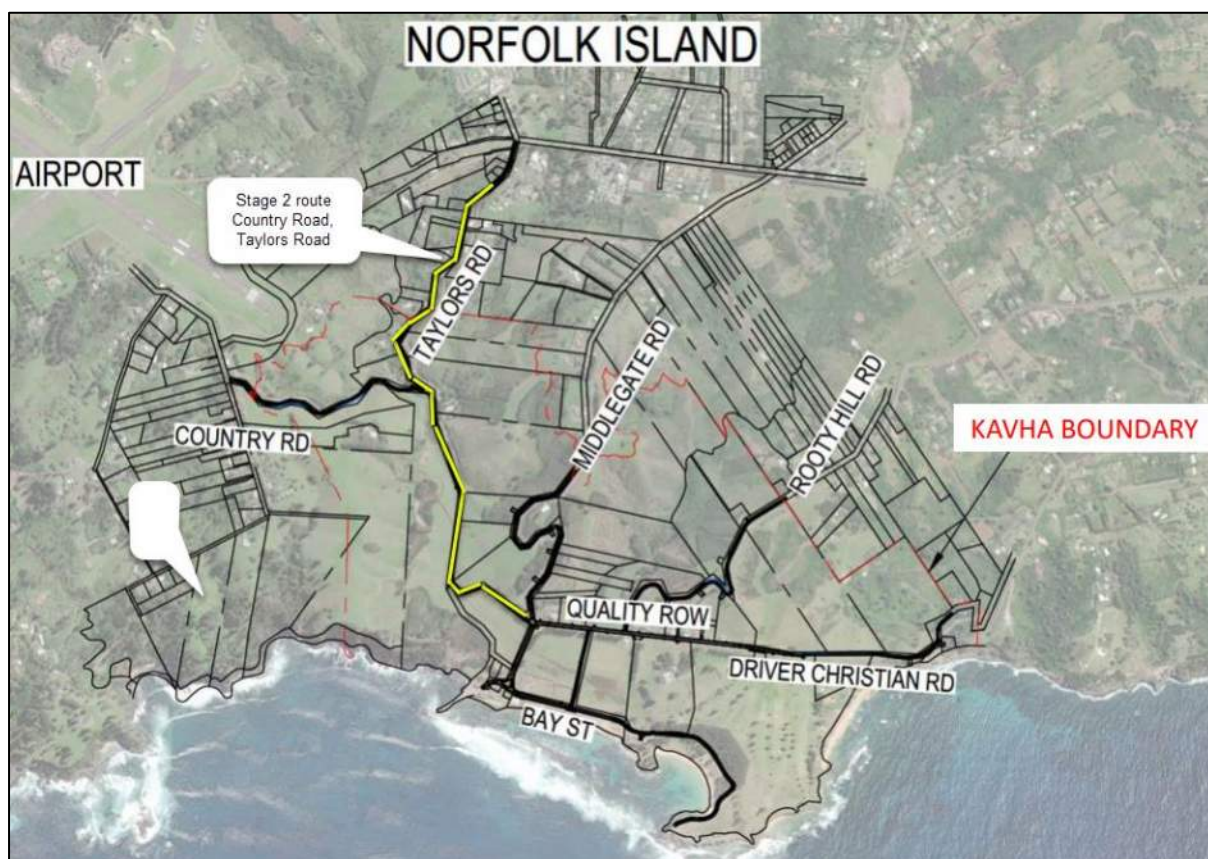 NORFOLK ISLAND
AIRPORT
Stage 2 route
Country Road,
Taylors Road
TAYLORS RD
MIDDLEGATE RD
ROOTY HILL RD
KAVHA BOUNDARY
COUNTRY RD
QUALITY ROW
DRIVER CHRISTIAN RD
BAY ST